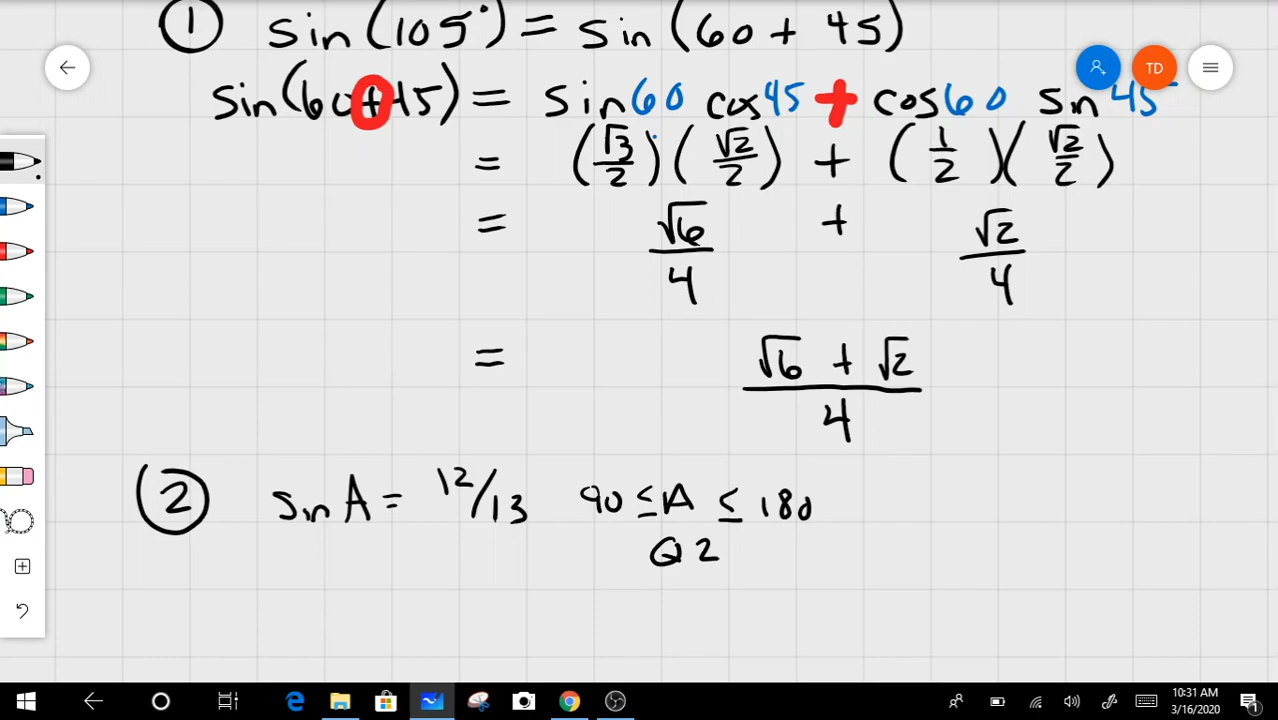 ① sin(105°) = sin(60 + 45)
TD
sin(60+45) = sin60 cos45 + cos60 sin45
= (√3/2)(√2/2) + (1/2)(√2/2)
= √6/4 + √2/4
= (√6 + √2)/4
② sin A = 12/13 90 ≤ A ≤ 180
Q2
10:31 AM
3/16/2020
1